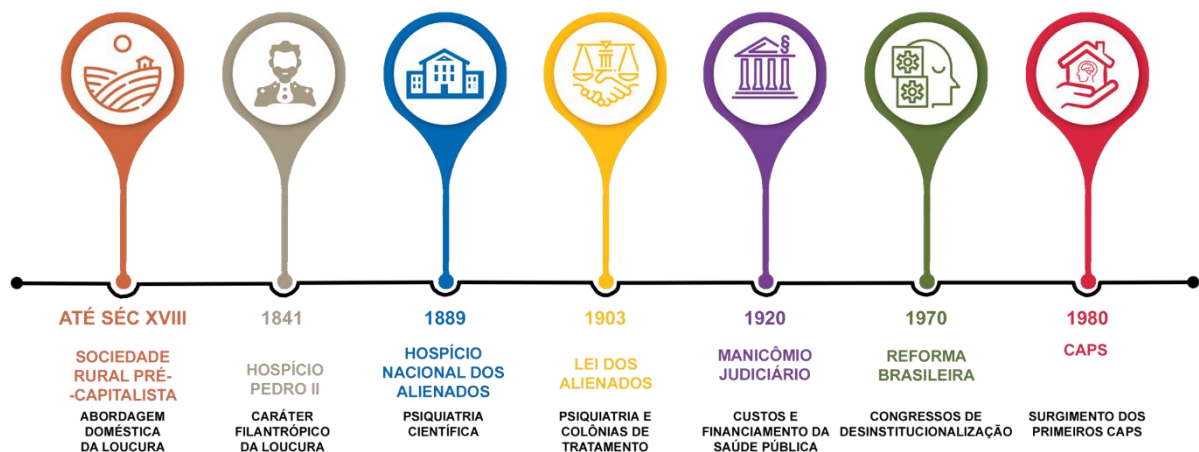 ATÉ SÉC XVIII
SOCIEDADE
RURAL PRÉ-
-CAPITALISTA
ABORDAGEM
DOMÉSTICA
DA LOUCURA
1841
HOSPÍCIO
PEDRO II
CARÁTER
FILANTRÓPICO
DA LOUCURA
1889
HOSPÍCIO
NACIONAL DOS
ALIENADOS
PSIQUIATRIA
CIENTÍFICA
1903
LEI DOS
ALIENADOS
PSIQUIATRIA E
COLÔNIAS DE
TRATAMENTO
§
1920
MANICÔMIO
JUDICIÁRIO
CUSTOS E
FINANCIAMENTO DA
SAÚDE PÚBLICA
1970
REFORMA
BRASILEIRA
CONGRESSOS DE
DESINSTITUCIONALIZAÇÃO
1980
CAPS
SURGIMENTO DOS
PRIMEIROS CAPS